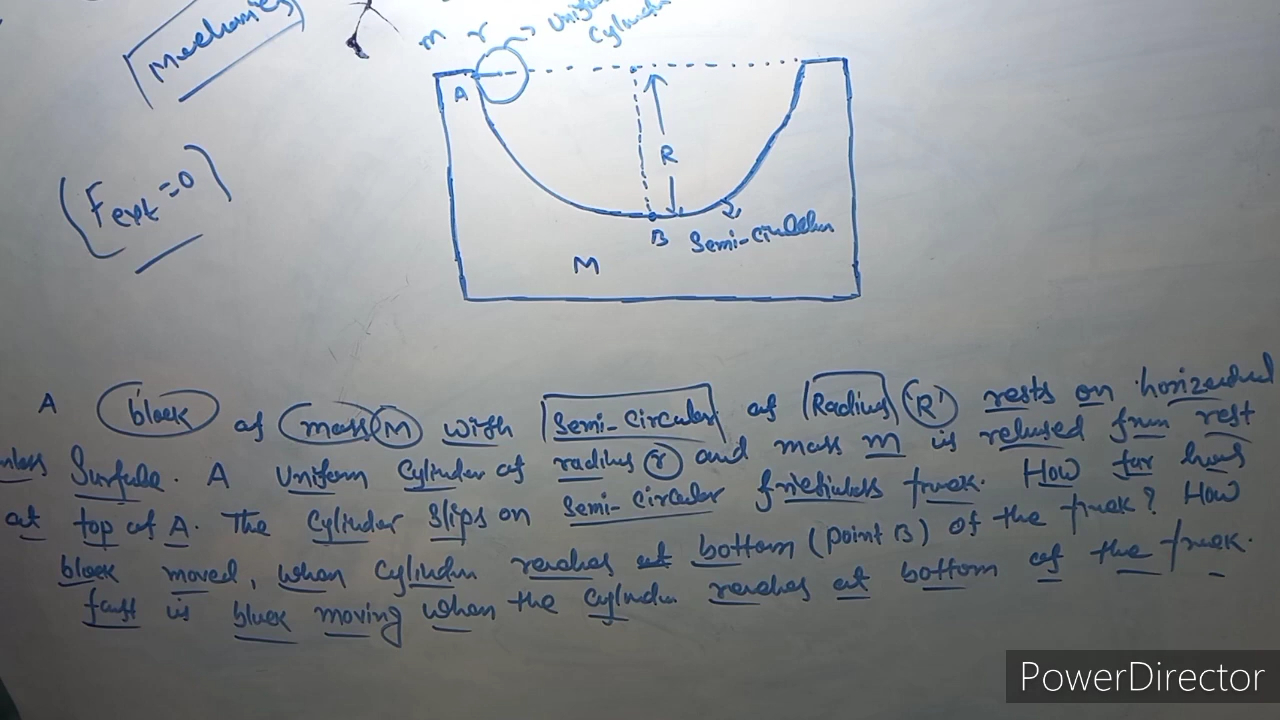 Mechanics
m r
Cylinder
A
(Fext=0)
R
B Semi-Circular
M
A block of mass M with Semi-Circular of Radius 'R' rests on horizontal
Surface. A Uniform Cylinder of radius r and mass m is released from rest
at top of A. The Cylinder Slips on Semi-Circular frictionless track. How far has
block moved, when Cylinder reaches at bottom (point B) of the track? How
fast is block moving when the Cylinder reaches at bottom of the track.
PowerDirector